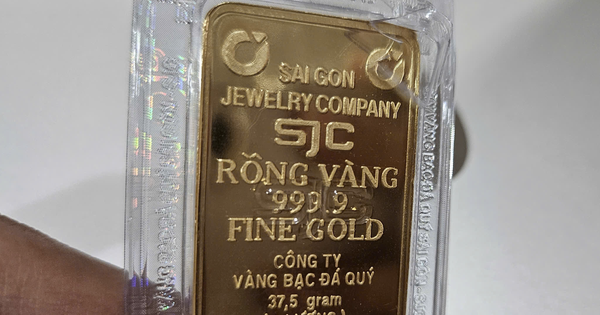 SAI GON
JEWELRY COMPANY
SJC
RỒNG VÀNG
999.9
FINE GOLD
CÔNG TY
VÀNG BẠC ĐÁ QUÝ
37,5 gram